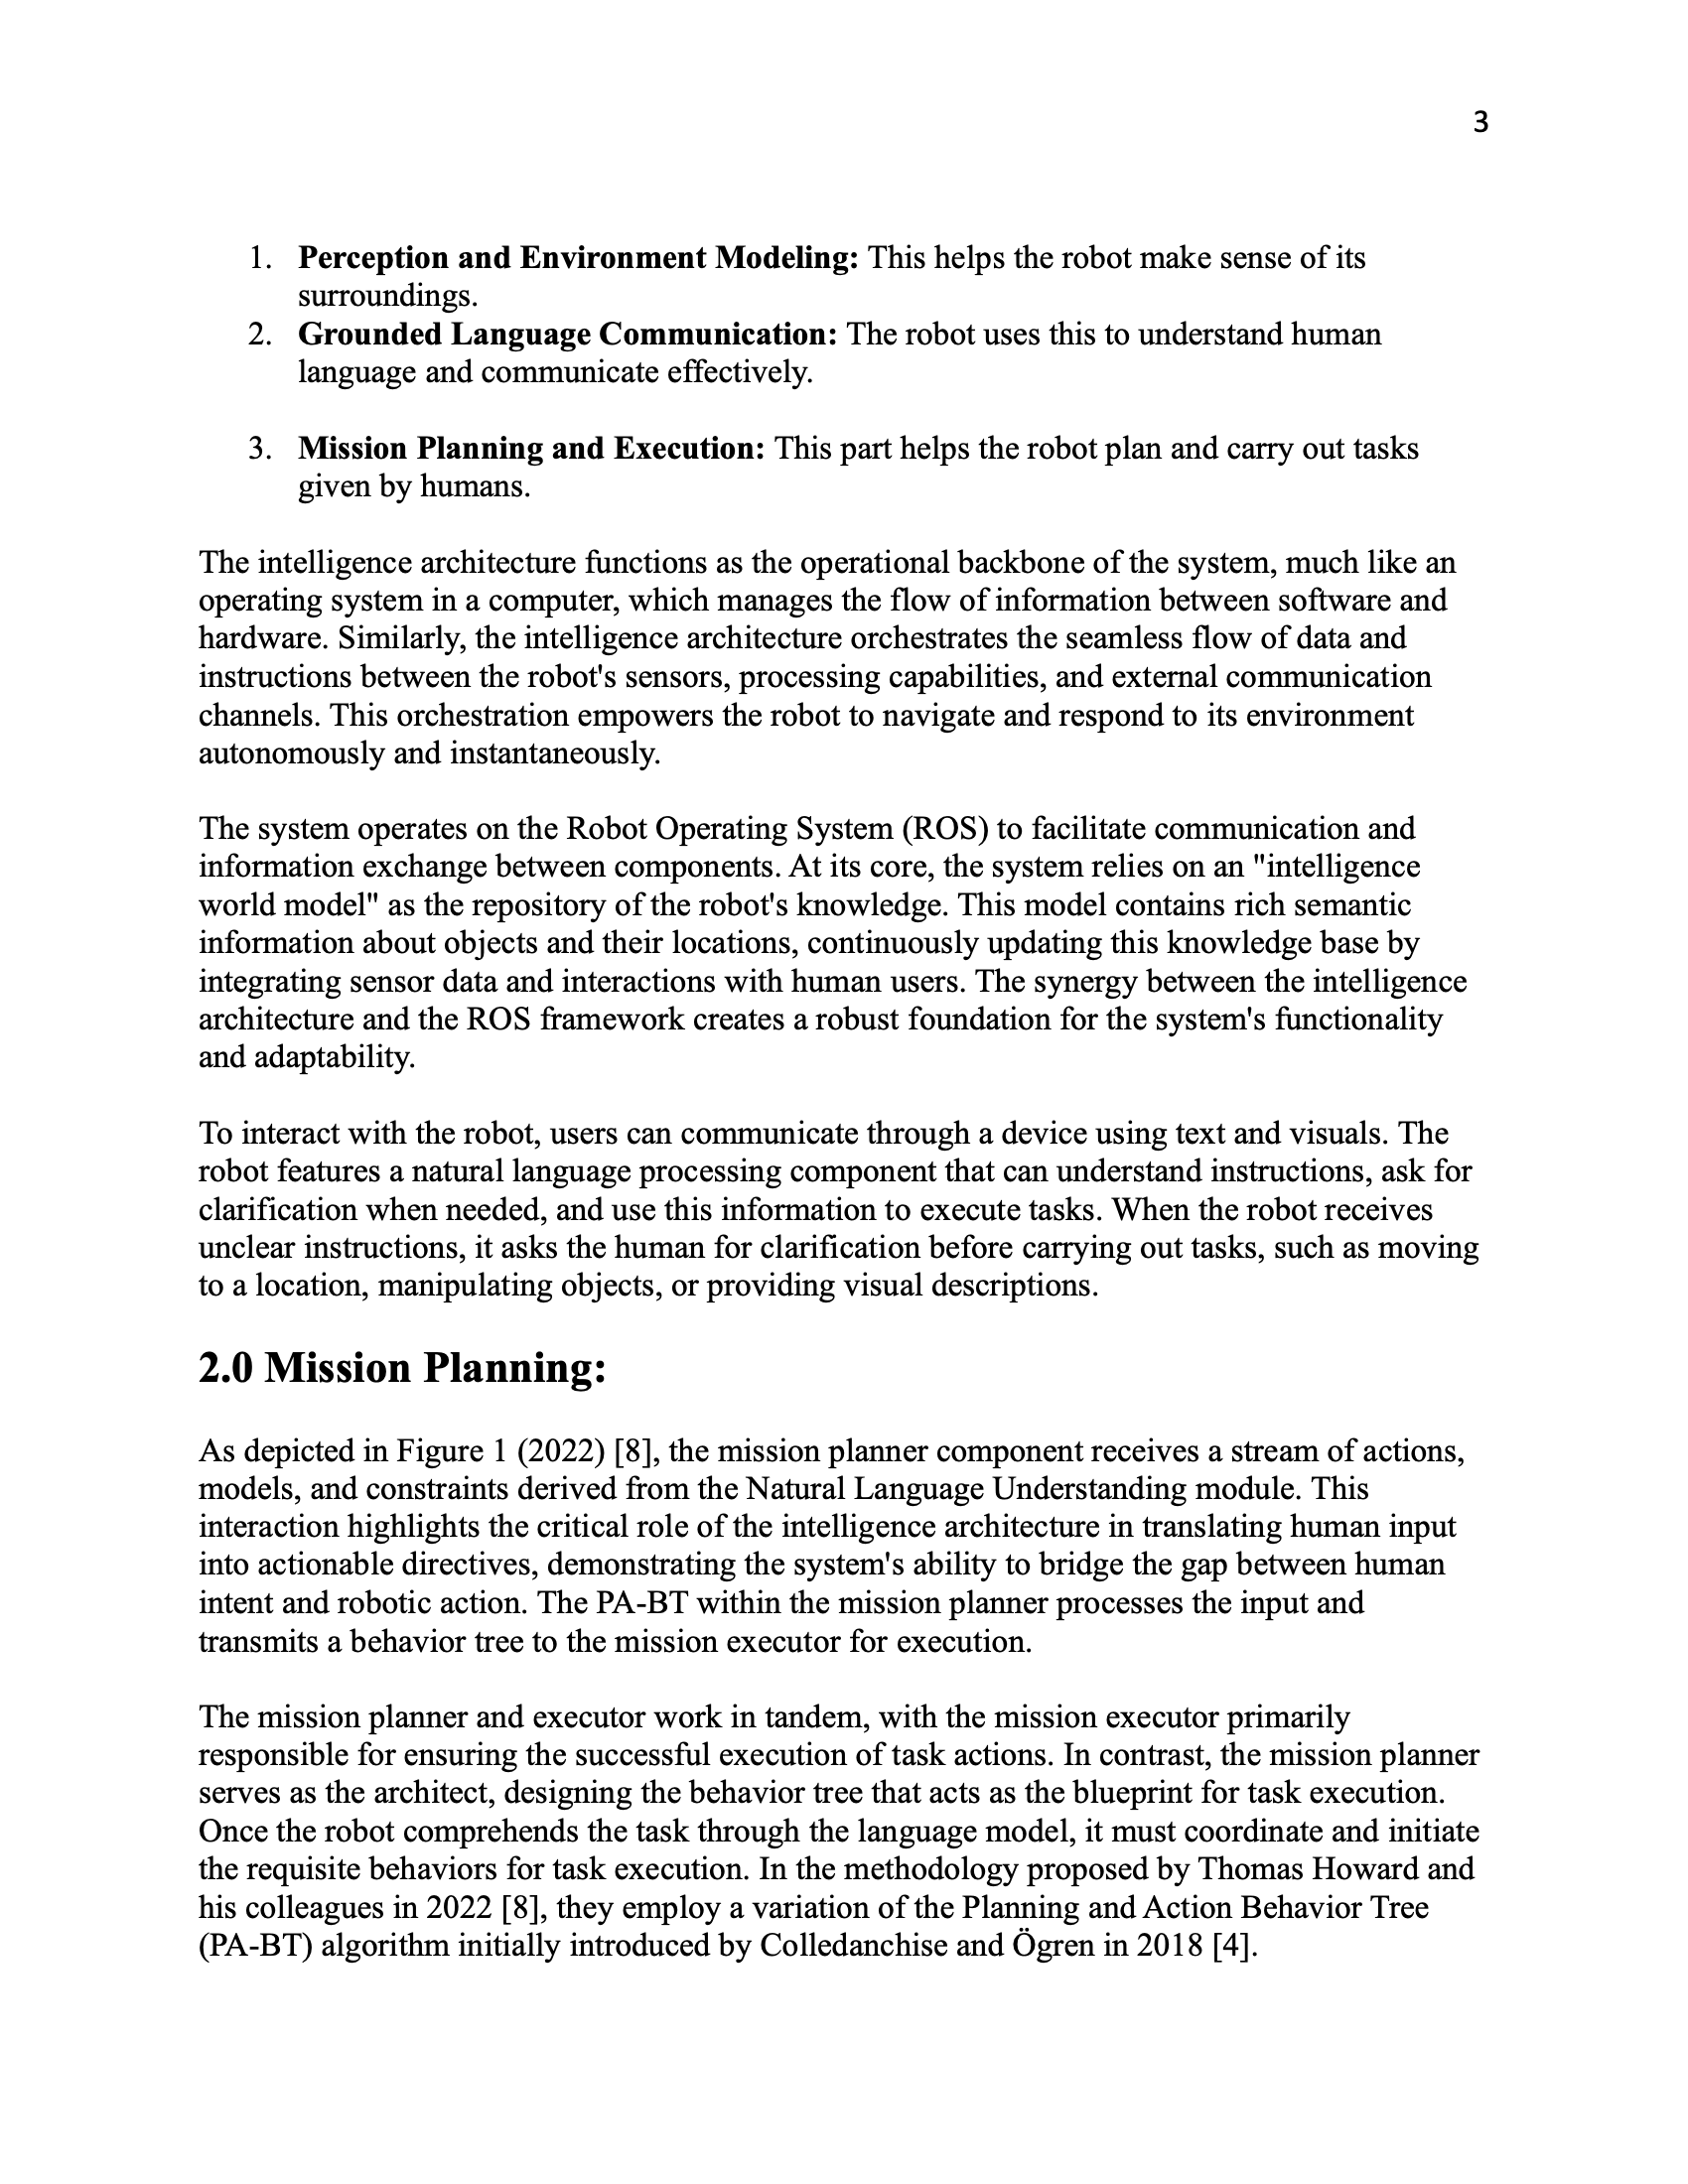 3
1. Perception and Environment Modeling: This helps the robot make sense of its
surroundings.
2. Grounded Language Communication: The robot uses this to understand human
language and communicate effectively.
3. Mission Planning and Execution: This part helps the robot plan and carry out tasks
given by humans.
The intelligence architecture functions as the operational backbone of the system, much like an
operating system in a computer, which manages the flow of information between software and
hardware. Similarly, the intelligence architecture orchestrates the seamless flow of data and
instructions between the robot's sensors, processing capabilities, and external communication
channels. This orchestration empowers the robot to navigate and respond to its environment
autonomously and instantaneously.
The system operates on the Robot Operating System (ROS) to facilitate communication and
information exchange between components. At its core, the system relies on an "intelligence
world model" as the repository of the robot's knowledge. This model contains rich semantic
information about objects and their locations, continuously updating this knowledge base by
integrating sensor data and interactions with human users. The synergy between the intelligence
architecture and the ROS framework creates a robust foundation for the system's functionality
and adaptability.
To interact with the robot, users can communicate through a device using text and visuals. The
robot features a natural language processing component that can understand instructions, ask for
clarification when needed, and use this information to execute tasks. When the robot receives
unclear instructions, it asks the human for clarification before carrying out tasks, such as moving
to a location, manipulating objects, or providing visual descriptions.
2.0 Mission Planning:
As depicted in Figure 1 (2022) [8], the mission planner component receives a stream of actions,
models, and constraints derived from the Natural Language Understanding module. This
interaction highlights the critical role of the intelligence architecture in translating human input
into actionable directives, demonstrating the system's ability to bridge the gap between human
intent and robotic action. The PA-BT within the mission planner processes the input and
transmits a behavior tree to the mission executor for execution.
The mission planner and executor work in tandem, with the mission executor primarily
responsible for ensuring the successful execution of task actions. In contrast, the mission planner
serves as the architect, designing the behavior tree that acts as the blueprint for task execution.
Once the robot comprehends the task through the language model, it must coordinate and initiate
the requisite behaviors for task execution. In the methodology proposed by Thomas Howard and
his colleagues in 2022 [8], they employ a variation of the Planning and Action Behavior Tree
(PA-BT) algorithm initially introduced by Colledanchise and Ögren in 2018 [4].